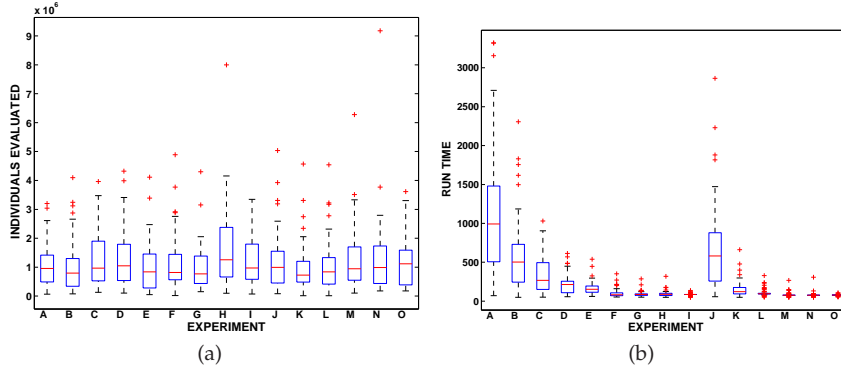 x 10^6
9
8
7
6
5
4
3
2
1
0
INDIVIDUALS EVALUATED
A B C D E F G H I J K L M N O
EXPERIMENT
(a)
3000
2500
2000
1500
1000
500
0
RUN TIME
A B C D E F G H I J K L M N O
EXPERIMENT
(b)